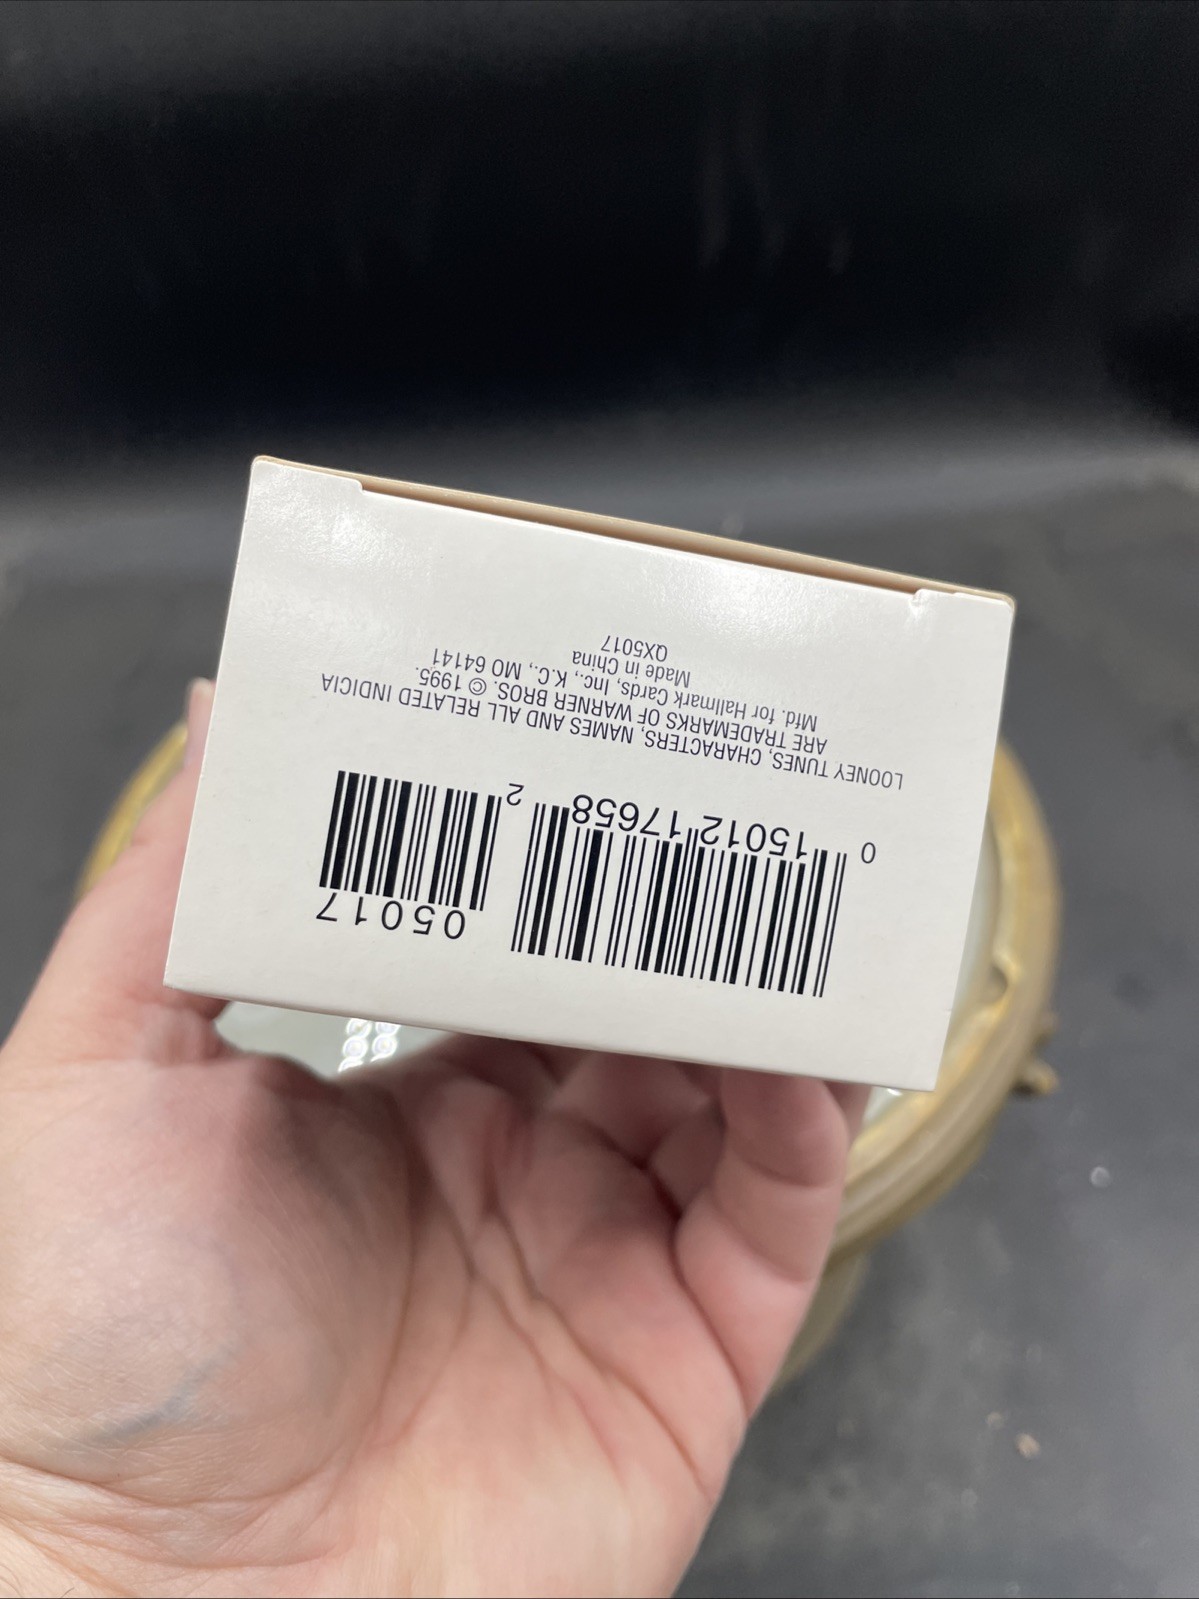 05017
0 15012 17658 2
LOONEY TUNES, CHARACTERS, NAMES AND ALL RELATED INDICIA
ARE TRADEMARKS OF WARNER BROS. © 1995.
Mfd. for Hallmark Cards, Inc., K.C., MO 64141
Made in China
QX5017